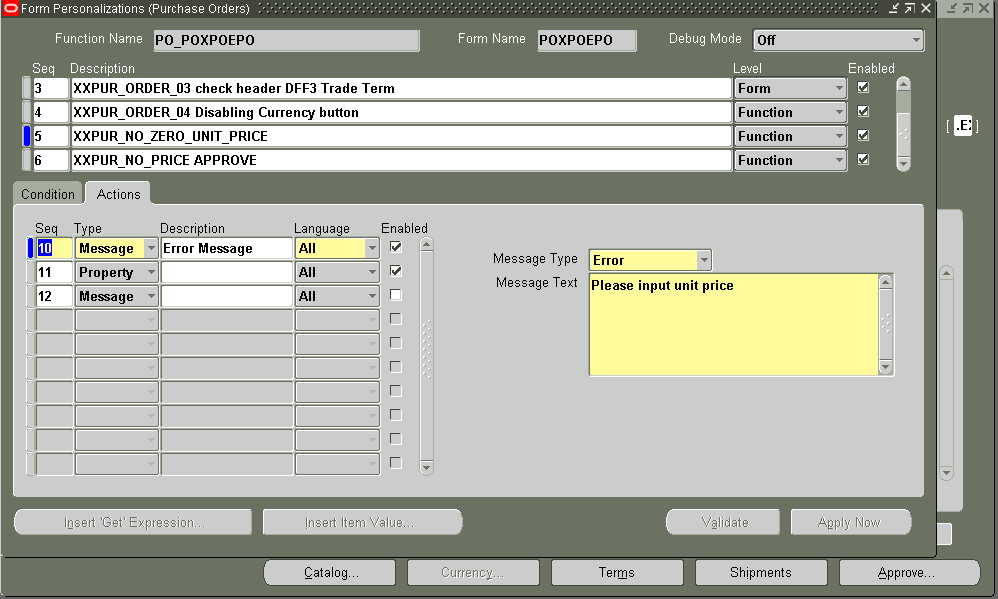 Form Personalizations (Purchase Orders)
Function Name PO_POXPOEPO Form Name POXPOEPO Debug Mode Off
Seq Description Level Enabled
3 XXPUR_ORDER_03 check header DFF3 Trade Term Form
4 XXPUR_ORDER_04 Disabling Currency button Function
5 XXPUR_NO_ZERO_UNIT_PRICE Function
6 XXPUR_NO_PRICE APPROVE Function
[ .E ]
Condition Actions
Seq Type Description Language Enabled
10 Message Error Message All
11 Property All
12 Message All
Message Type Error
Message Text Please input unit price
Insert 'Get' Expression... Insert Item Value... Validate Apply Now
Catalog... Currency... Terms Shipments Approve...